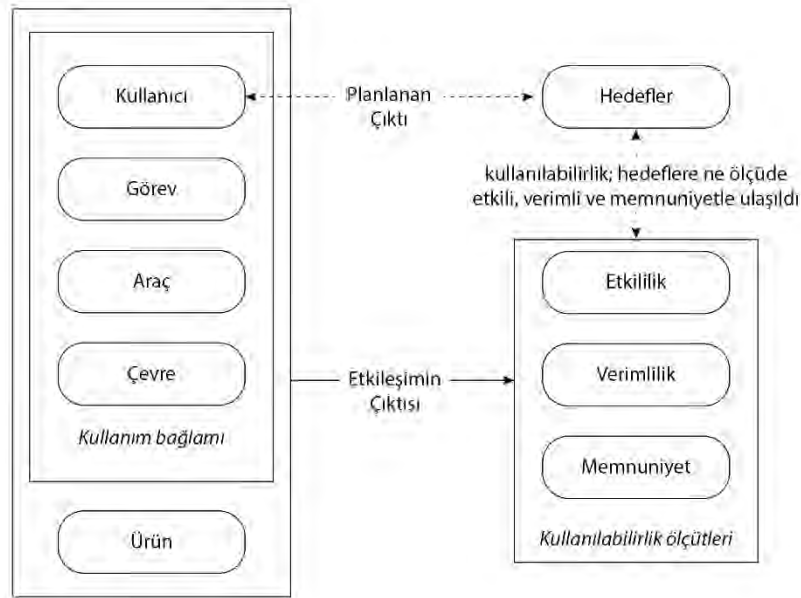 Kullanıcı
Planlanan
Çıktı
Hedefler
Görev
kullanılabilirlik; hedeflere ne ölçüde
etkili, verimli ve memnuniyetle ulaşıldı
Araç
Etkililik
Çevre
Etkileşimin
Çıktısı
Verimlilik
Kullanım bağlamı
Memnuniyet
Ürün
Kullanılabilirlik ölçütleri